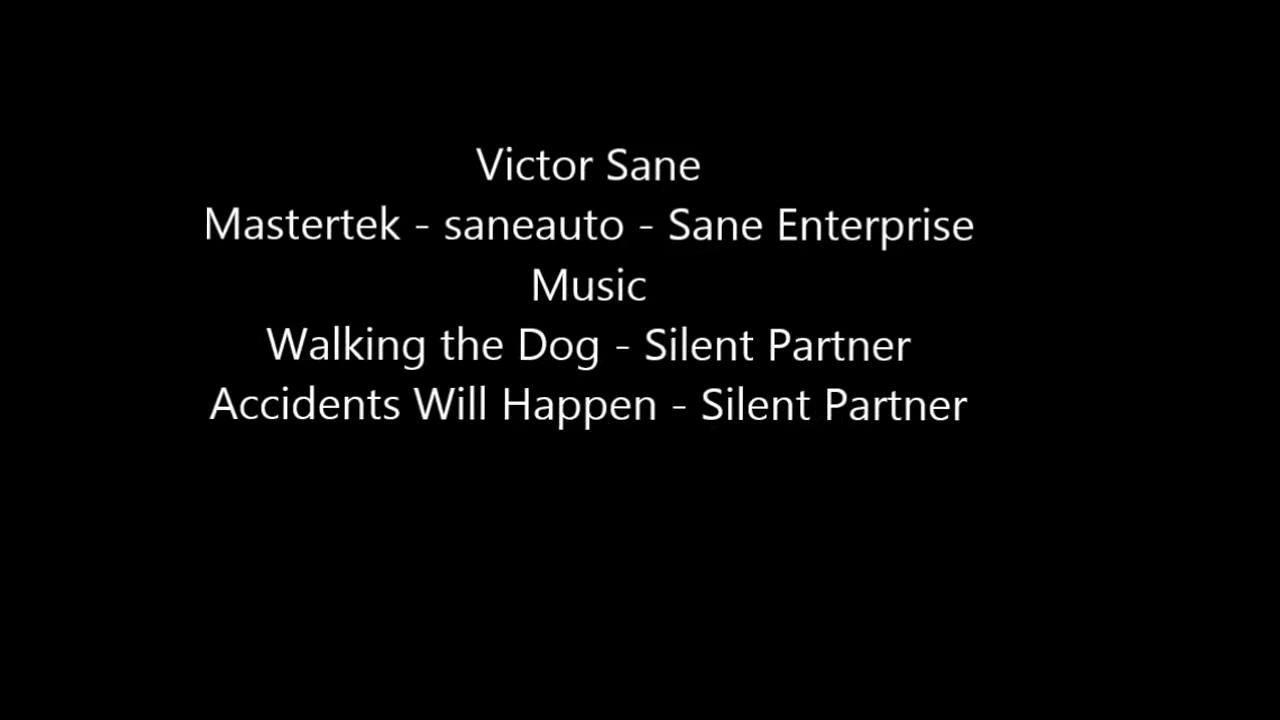 Victor Sane
Mastertek - saneauto - Sane Enterprise
Music
Walking the Dog - Silent Partner
Accidents Will Happen - Silent Partner